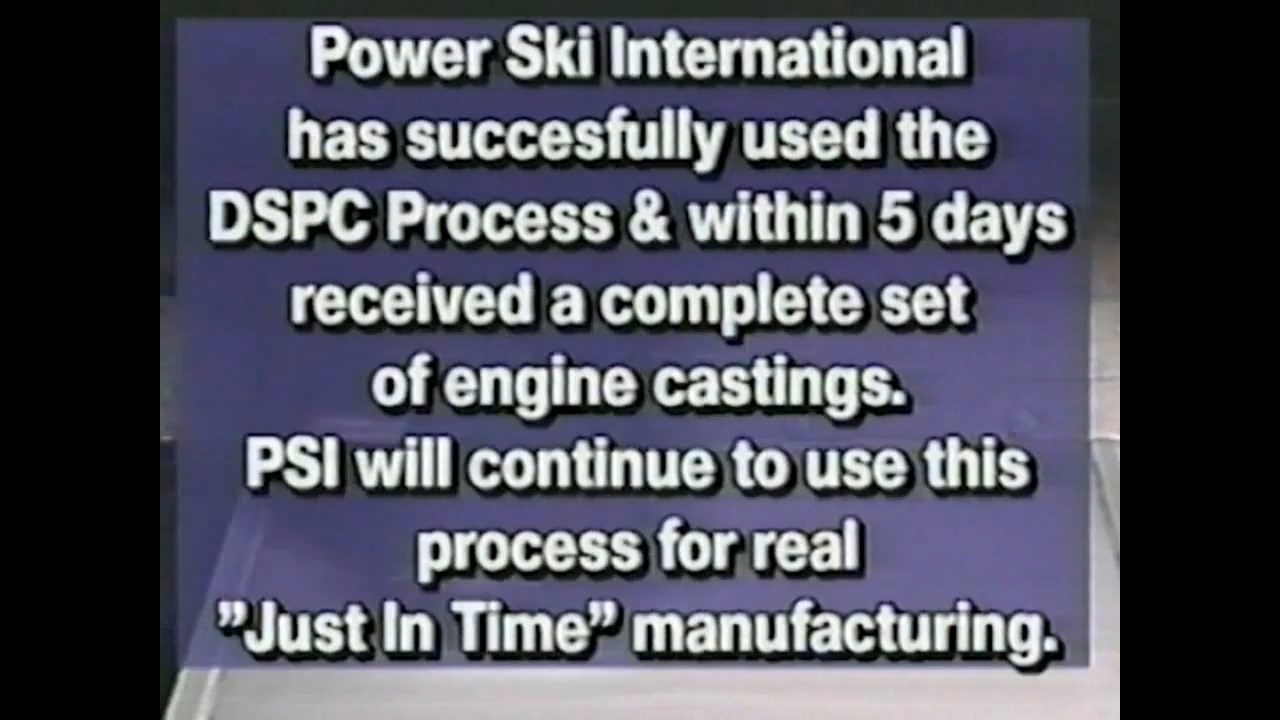 Power Ski International
has succesfully used the
DSPC Process & within 5 days
received a complete set
of engine castings.
PSI will continue to use this
process for real
”Just In Time” manufacturing.